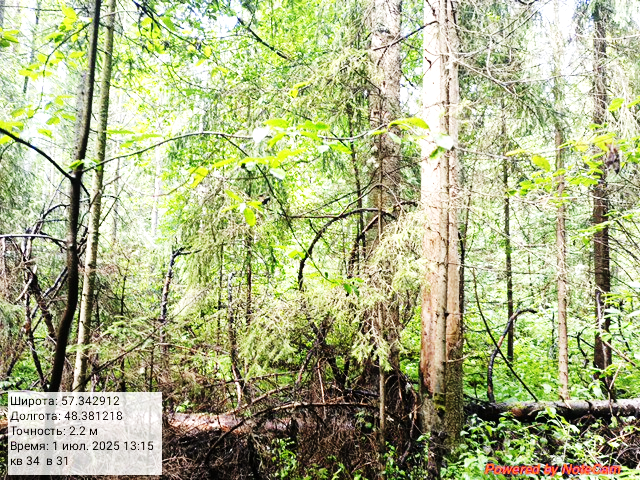 Широта: 57.342912
Долгота: 48.381218
Точность: 2.2 м
Время: 1 июл. 2025 13:15
кв 34 в 31
Powered by NoteCam